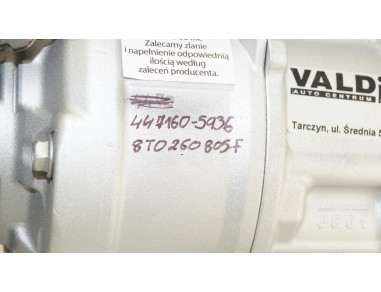 Zalecamy zlanie
i napełnienie odpowiednią
ilością według
zaleceń producenta.
447160-5936
8T0260805F
VALD
AUTO CENTRUM
Tarczyn, ul. Średnia 5